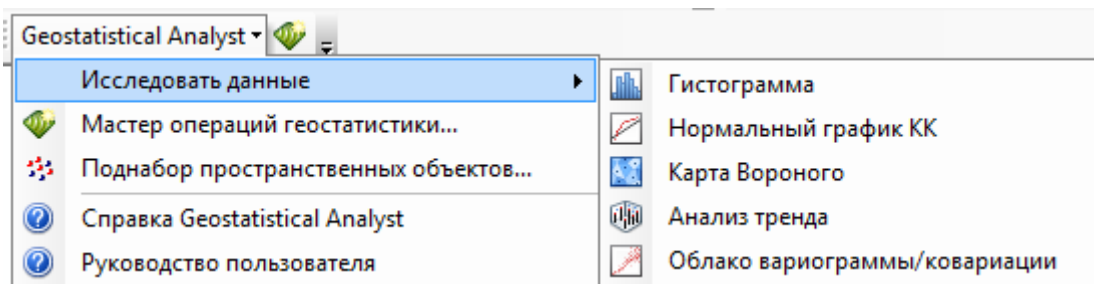 Geostatistical Analyst
Исследовать данные
Мастер операций геостатистики...
Поднабор пространственных объектов...
Справка Geostatistical Analyst
Руководство пользователя
Гистограмма
Нормальный график КК
Карта Вороного
Анализ тренда
Облако вариограммы/ковариации